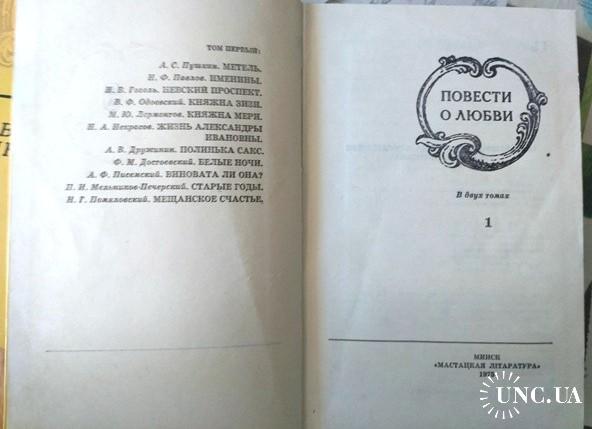 ТОМ ПЕРВЫЙ:
А. С. Пушкин. МЕТЕЛЬ.
Н. Ф. Павлов. ИМЕНИНЫ.
Н. В. Гоголь. НЕВСКИЙ ПРОСПЕКТ.
В. Ф. Одоевский. КНЯЖНА ЗИЗИ.
М. Ю. Лермонтов. КНЯЖНА МЕРИ.
Н. А. Некрасов. ЖИЗНЬ АЛЕКСАНДРЫ
ИВАНОВНЫ.
А. В. Дружинин. ПОЛИНЬКА САКС.
Ф. М. Достоевский. БЕЛЫЕ НОЧИ.
А. Ф. Писемский. ВИНОВАТА ЛИ ОНА?
П. И. Мельников-Печерский. СТАРЫЕ ГОДЫ.
Н. Г. Помяловский. МЕЩАНСКОЕ СЧАСТЬЕ.
ПОВЕСТИ
О ЛЮБВИ
В двух томах
1
МИНСК
«МАСТАЦКАЯ ЛІТАРАТУРА»
1975
UNC.UA